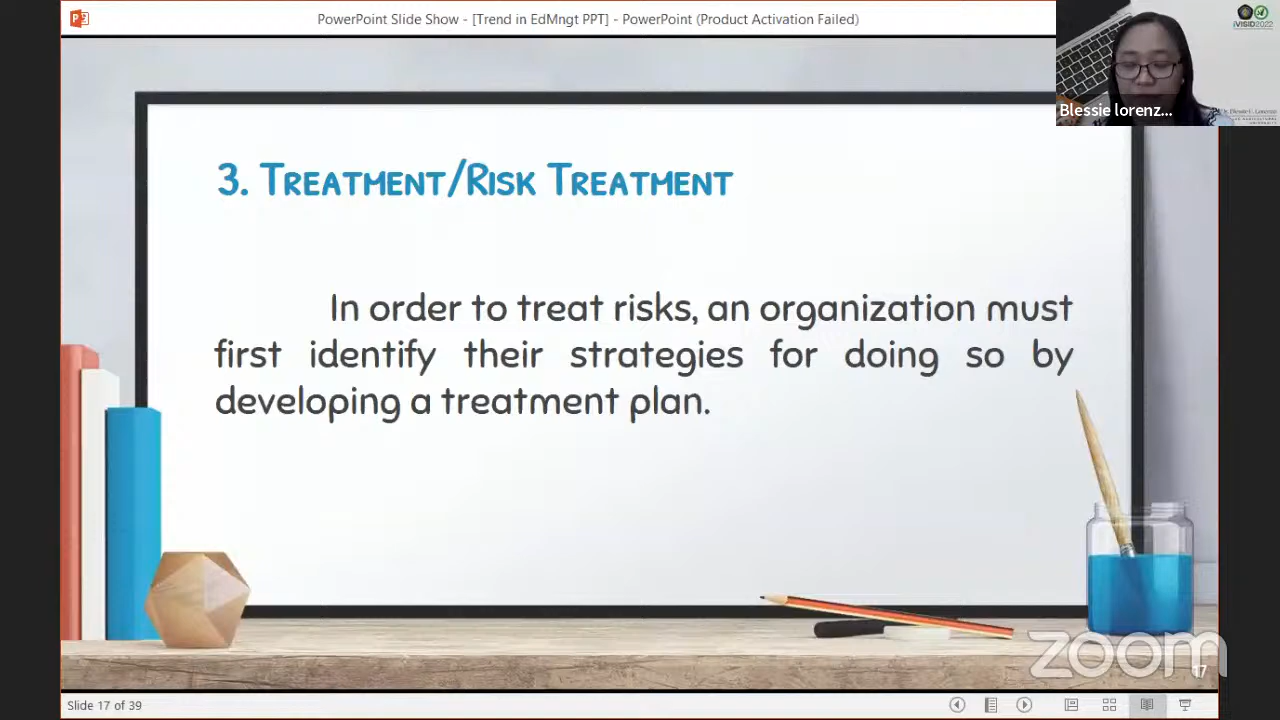 PowerPoint Slide Show - [Trend in EdMngt PPT] - PowerPoint (Product Activation Failed)
iVISID2022
Blessie lorenz...
3. Treatment/Risk Treatment
In order to treat risks, an organization must
first identify their strategies for doing so by
developing a treatment plan.
zoom
17
Slide 17 of 39